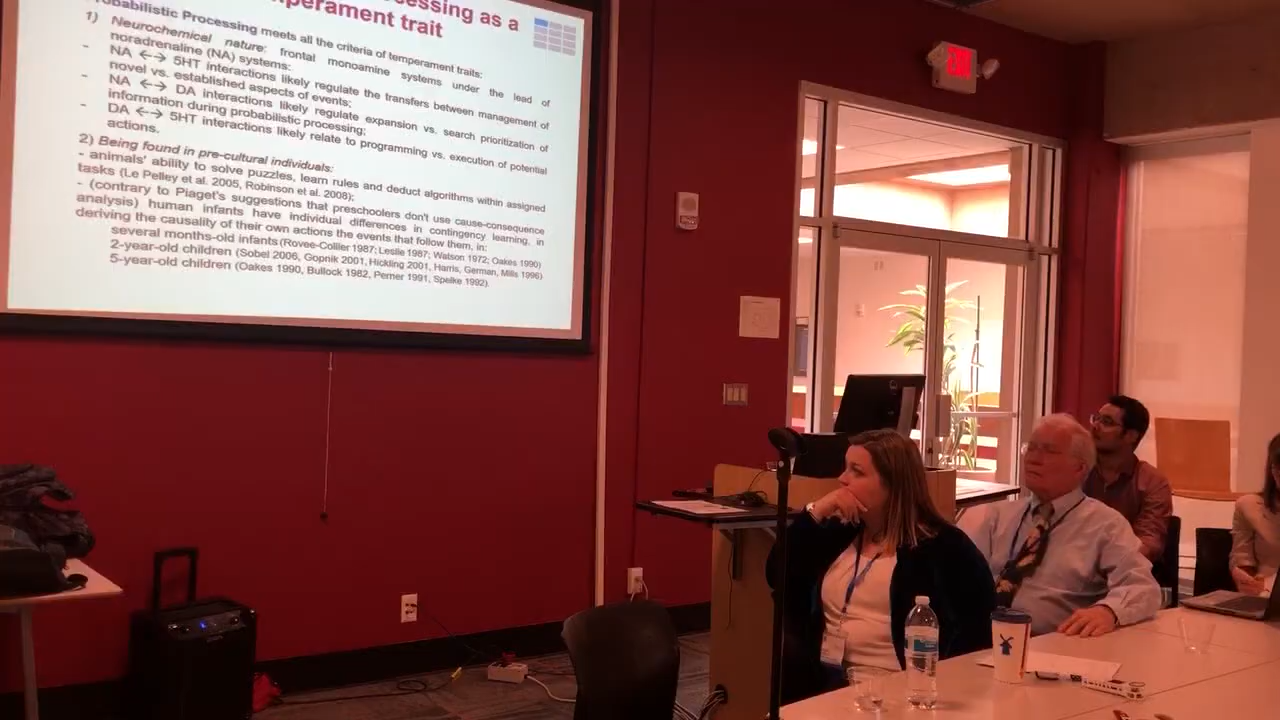 essing as a
perament trait
obabilistic Processing meets all the criteria of temperament traits:
1) Neurochemical nature: frontal monoamine systems under the lead of
noradrenaline (NA) systems:
- NA ←→ 5HT interactions likely regulate the transfers between management of
novel vs. established aspects of events;
- NA ←→ DA interactions likely regulate expansion vs. search prioritization of
information during probabilistic processing;
- DA ←→ 5HT interactions likely relate to programming vs. execution of potential
actions.
2) Being found in pre-cultural individuals:
- animals' ability to solve puzzles, learn rules and deduct algorithms within assigned
tasks (Le Pelley et al. 2005, Robinson et al. 2008);
- (contrary to Piaget's suggestions that preschoolers don't use cause-consequence
analysis) human infants have individual differences in contingency learning, in
deriving the causality of their own actions the events that follow them, in:
several months-old infants (Rovee-Collier 1987; Leslie 1987; Watson 1972; Oakes 1990)
2-year-old children (Sobel 2006, Gopnik 2001, Hickling 2001, Harris, German, Mills 1996)
5-year-old children (Oakes 1990, Bullock 1982, Perner 1991, Spelke 1992).
EXIT